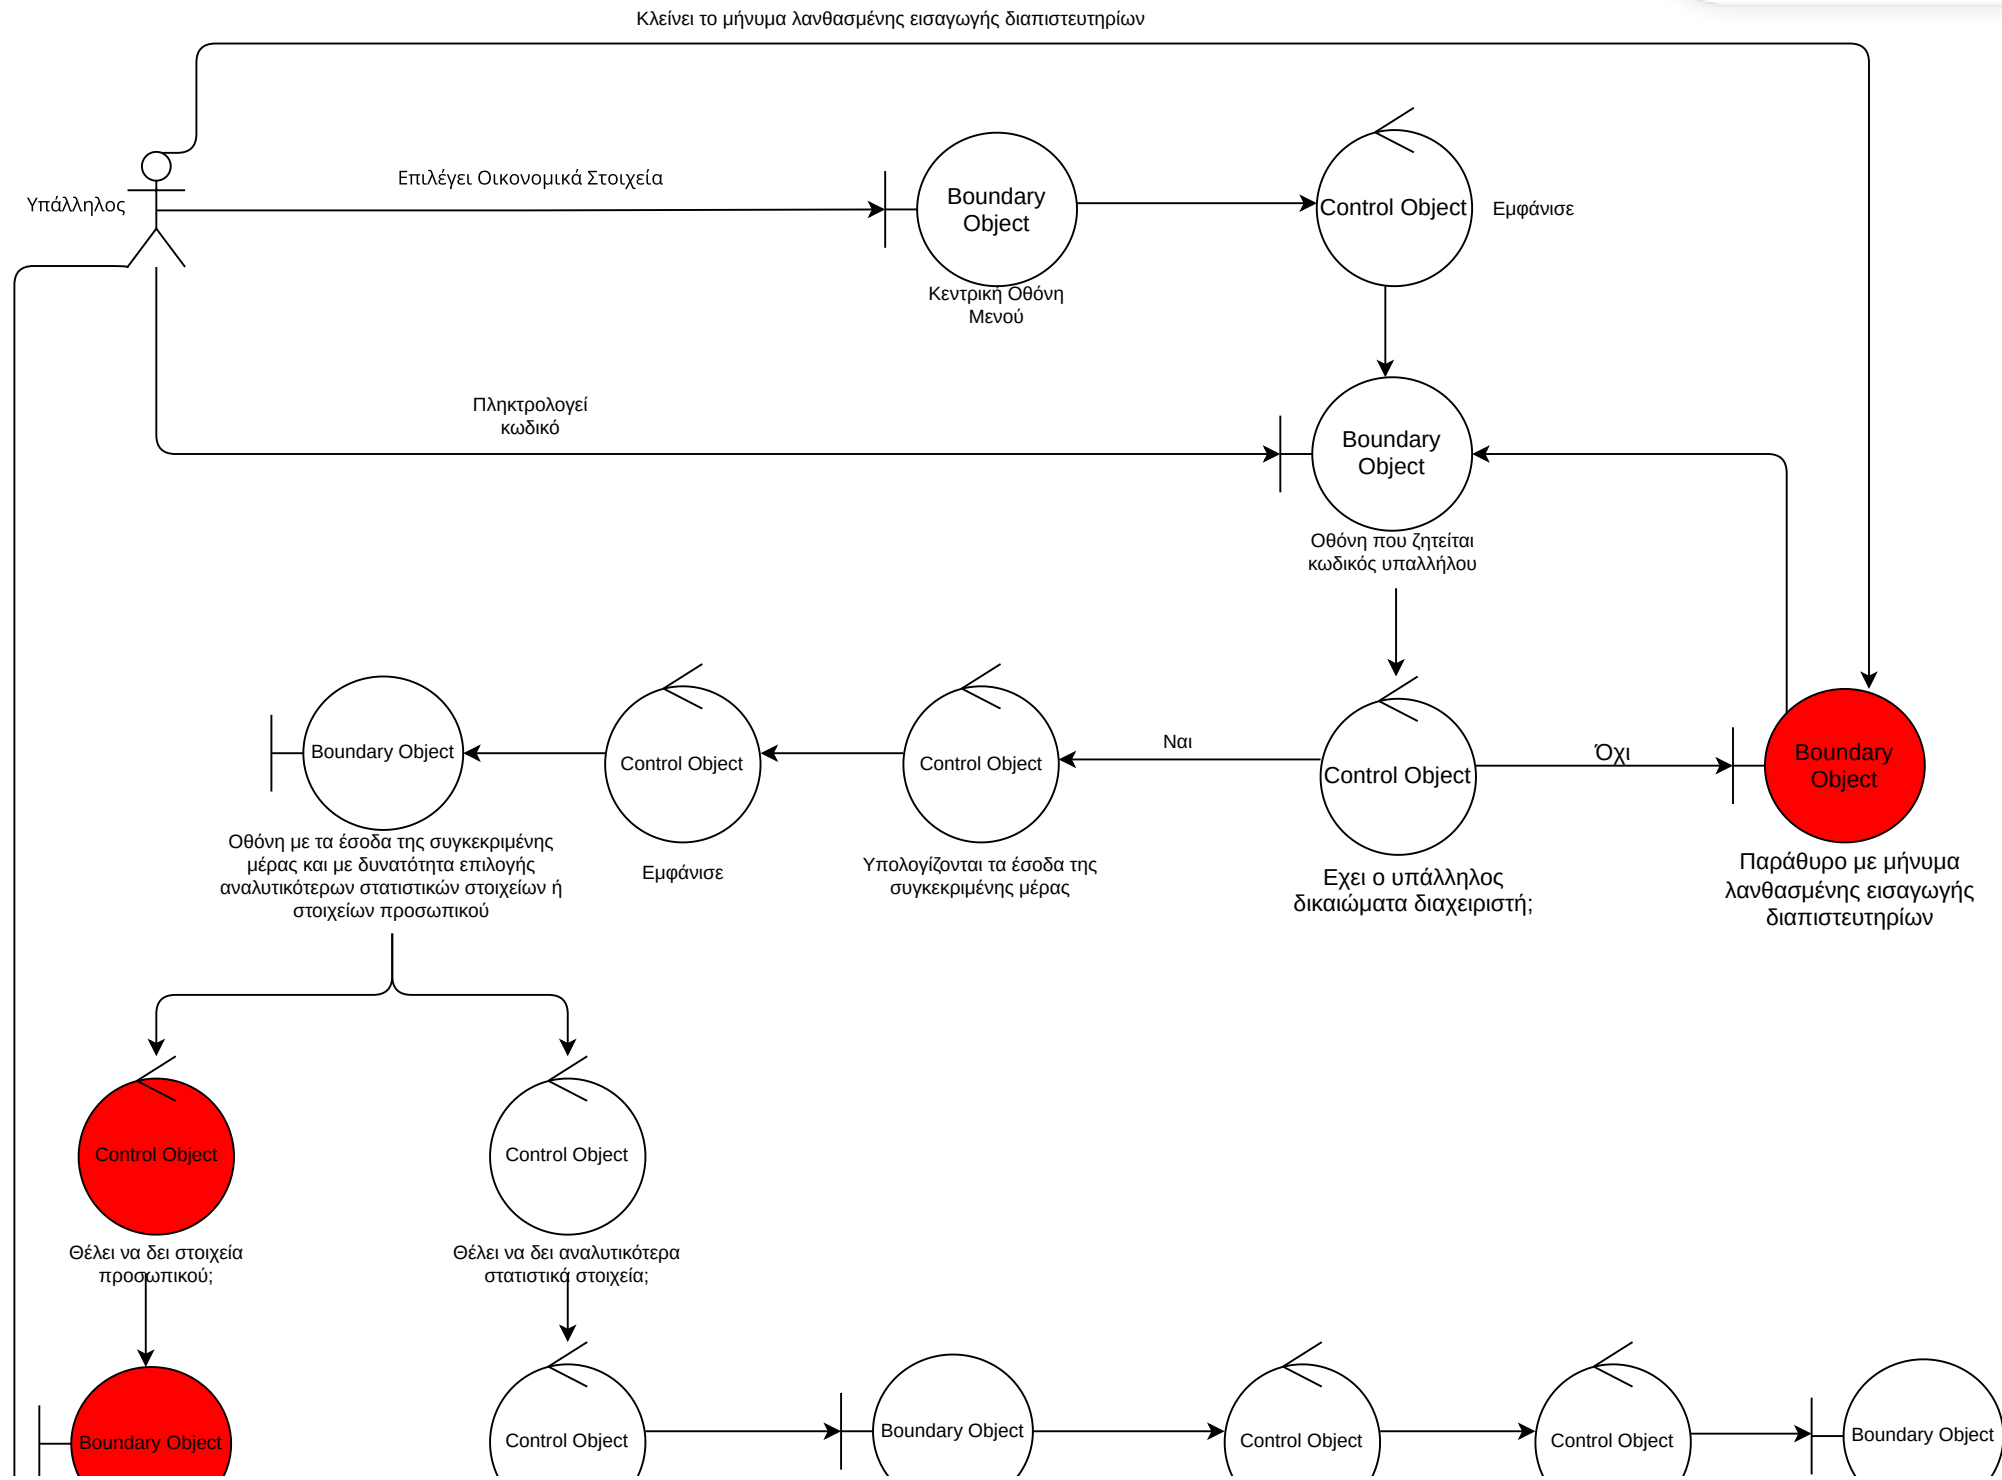 Κλείνει το μήνυμα λανθασμένης εισαγωγής διαπιστευτηρίων
Υπάλληλος
Επιλέγει Οικονομικά Στοιχεία
Boundary
Object
Κεντρική Οθόνη
Μενού
Control Object
Εμφάνισε
Πληκτρολογεί
κωδικό
Boundary
Object
Οθόνη που ζητείται
κωδικός υπαλλήλου
Boundary Object
Οθόνη με τα έσοδα της συγκεκριμένης
μέρας και με δυνατότητα επιλογής
αναλυτικότερων στατιστικών στοιχείων ή
στοιχείων προσωπικού
Control Object
Εμφάνισε
Control Object
Υπολογίζονται τα έσοδα της
συγκεκριμένης μέρας
Ναι
Control Object
Εχει ο υπάλληλος
δικαιώματα διαχειριστή;
Όχι
Boundary
Object
Παράθυρο με μήνυμα
λανθασμένης εισαγωγής
διαπιστευτηρίων
Control Object
Θέλει να δει στοιχεία
προσωπικού;
Control Object
Θέλει να δει αναλυτικότερα
στατιστικά στοιχεία;
Boundary Object
Control Object
Boundary Object
Control Object
Control Object
Boundary Object